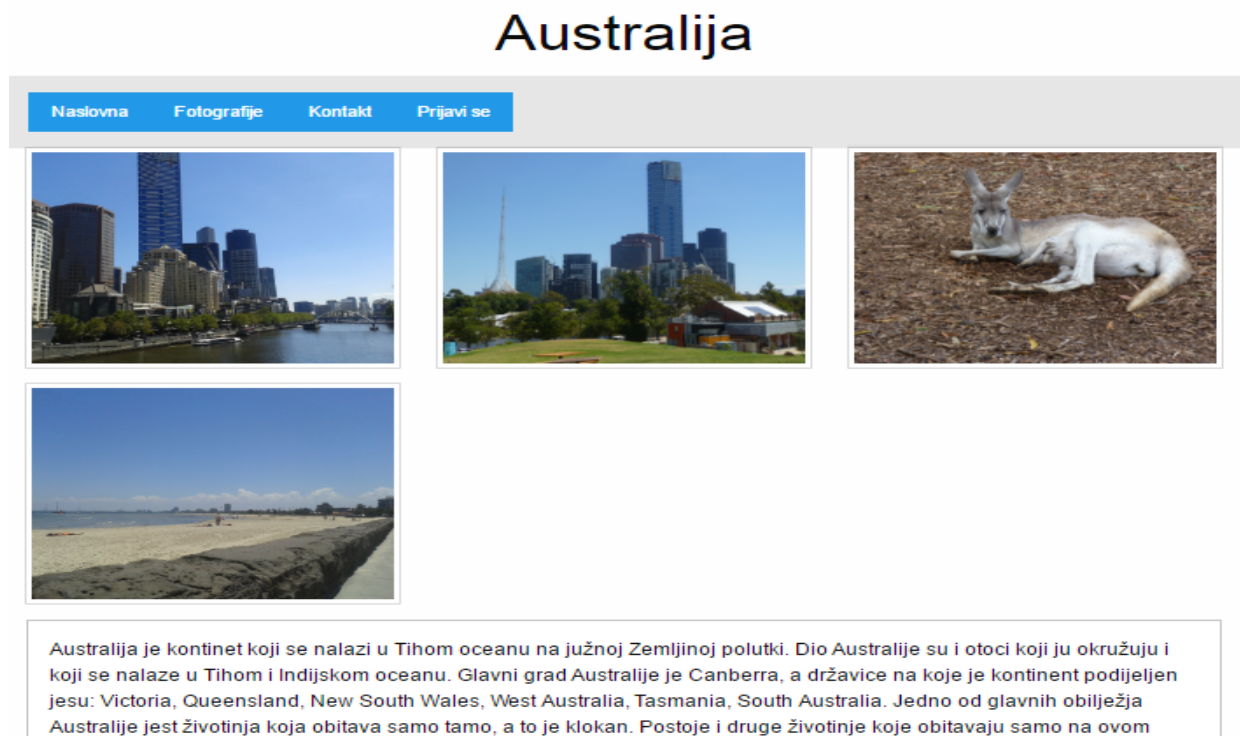 Australija
Naslovna Fotografije Kontakt Prijavi se
Australija je kontinet koji se nalazi u Tihom oceanu na južnoj Zemljinoj polutki. Dio Australije su i otoci koji ju okružuju i
koji se nalaze u Tihom i Indijskom oceanu. Glavni grad Australije je Canberra, a državice na koje je kontinent podijeljen
jesu: Victoria, Queensland, New South Wales, West Australia, Tasmania, South Australia. Jedno od glavnih obilježja
Australije jest životinja koja obitava samo tamo, a to je klokan. Postoje i druge životinje koje obitavaju samo na ovom